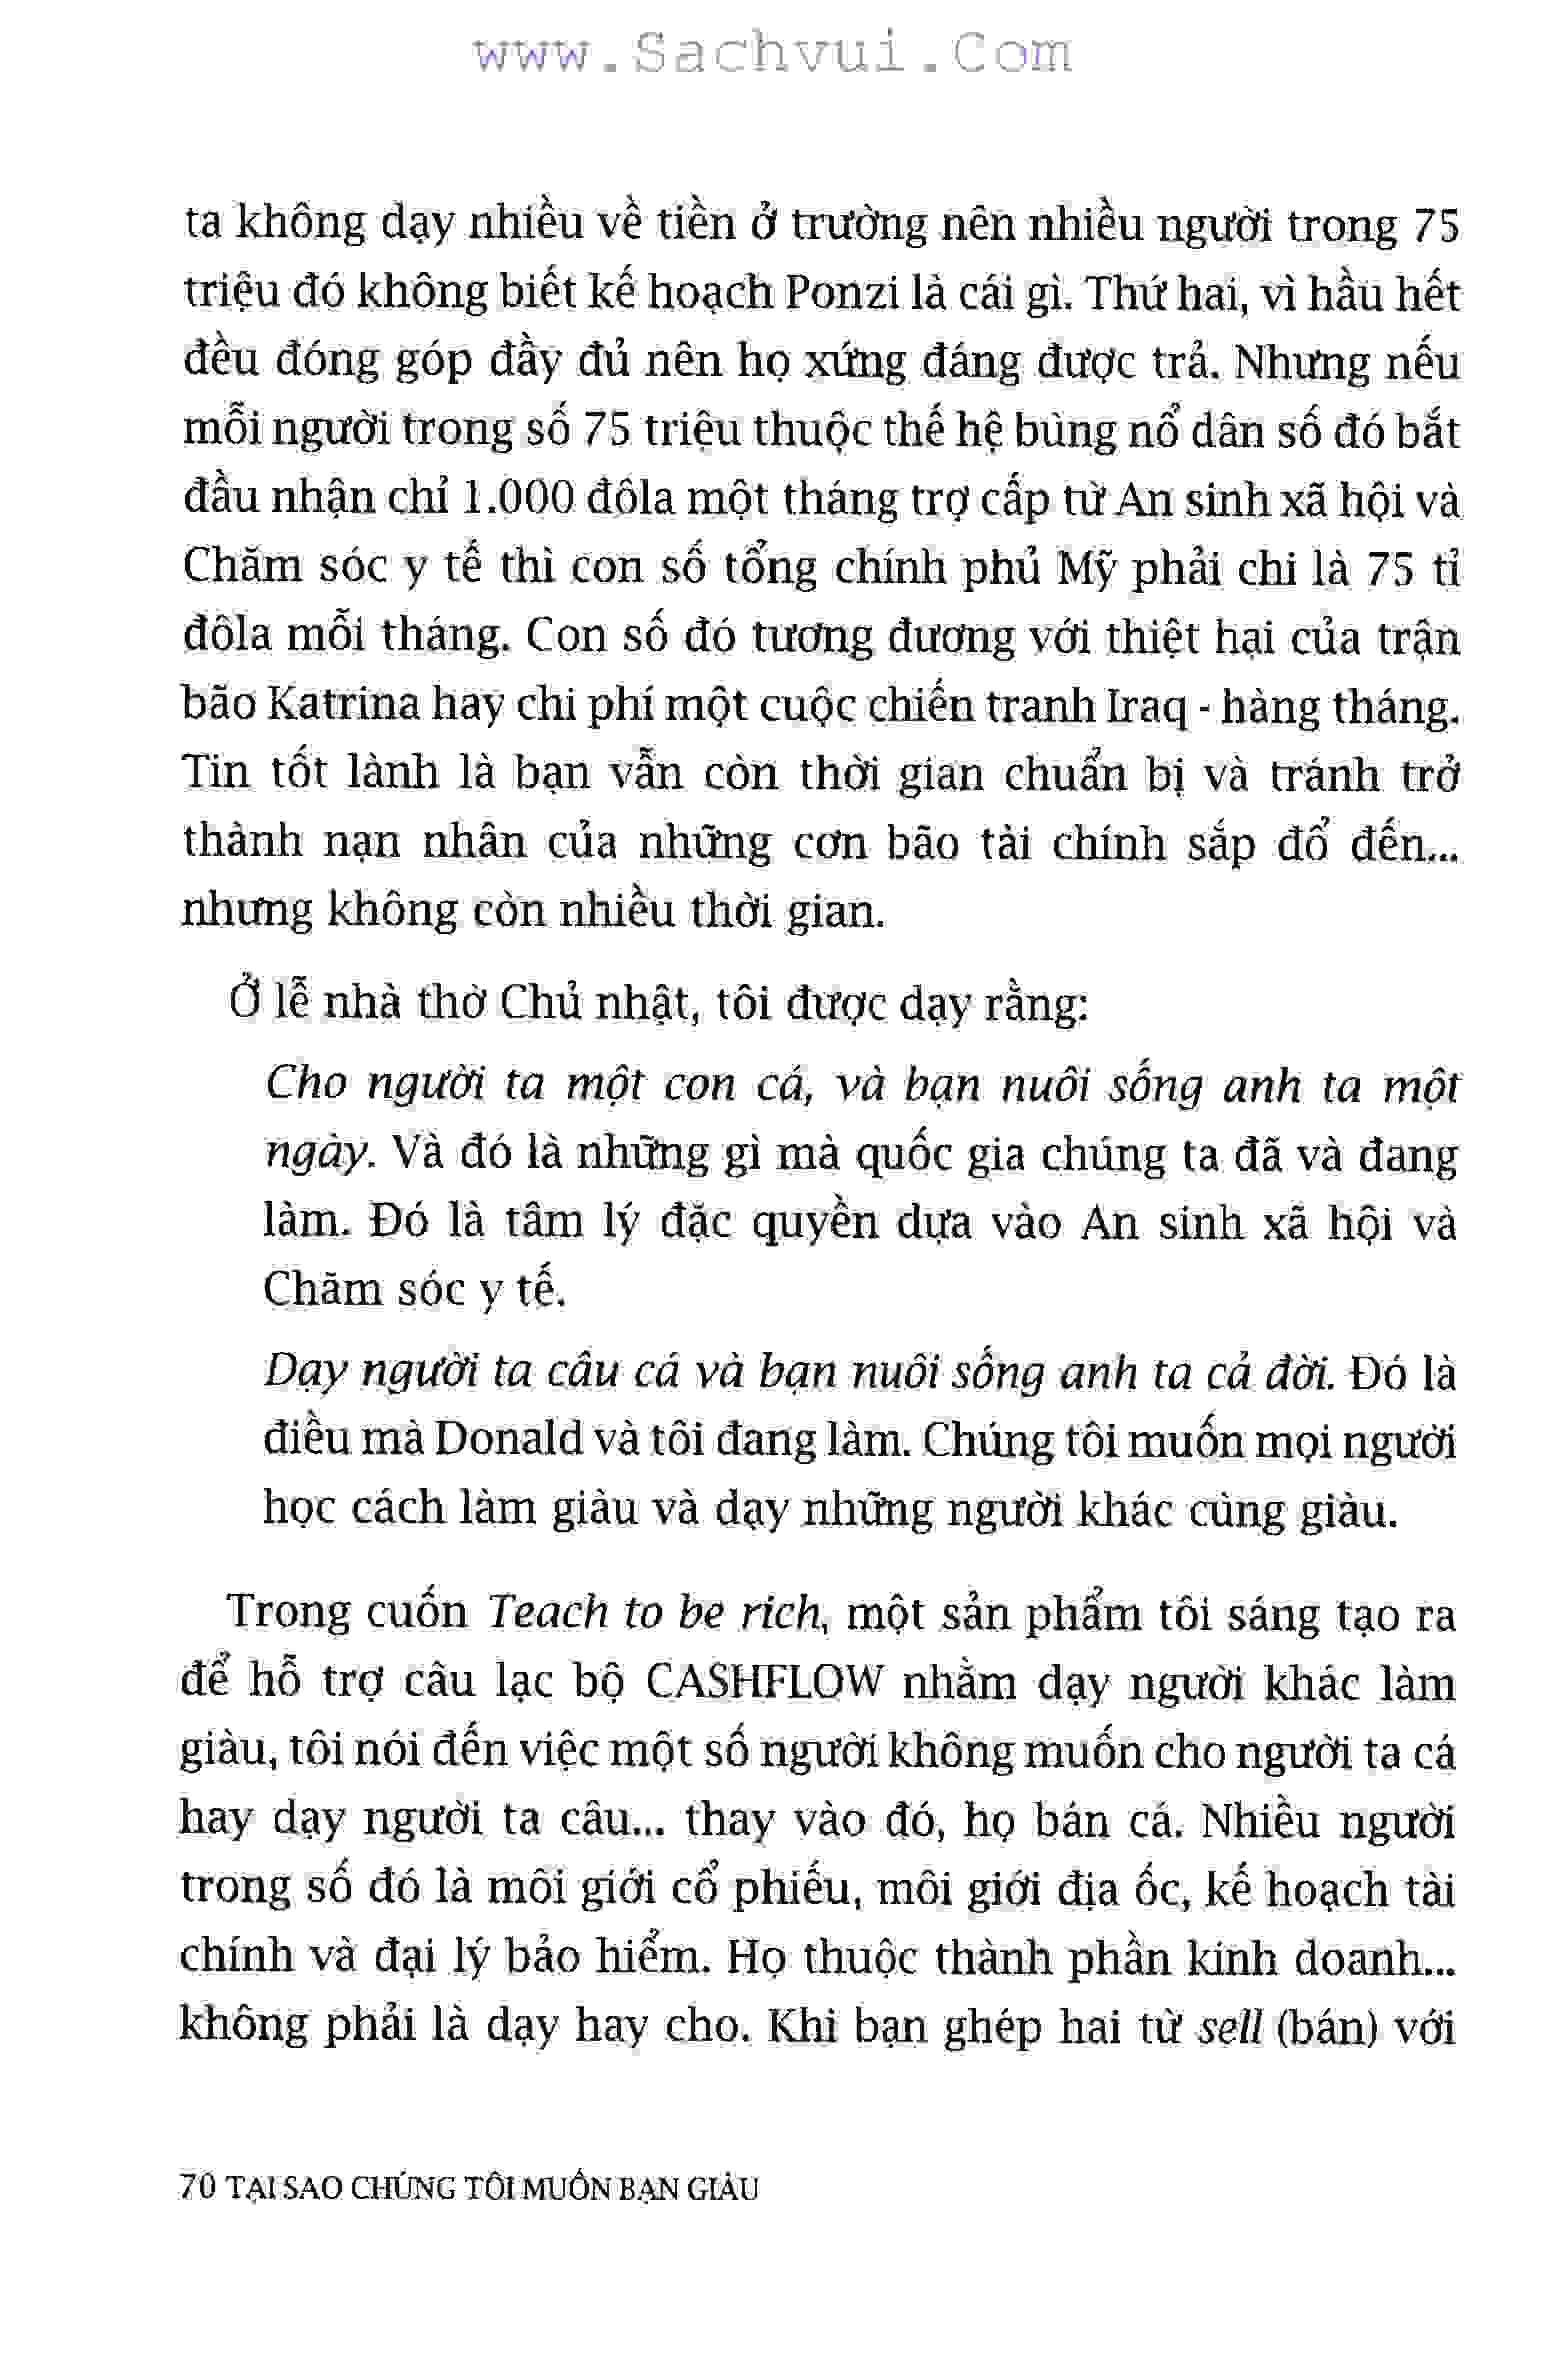 www.Sachvui.Com
ta không dạy nhiều về tiền ở trường nên nhiều người trong 75
triệu đó không biết kế hoạch Ponzi là cái gì. Thứ hai, vì hầu hết
đều đóng góp đầy đủ nên họ xứng đáng được trả. Nhưng nếu
mỗi người trong số 75 triệu thuộc thế hệ bùng nổ dân số đó bắt
đầu nhận chỉ 1.000 đôla một tháng trợ cấp từ An sinh xã hội và
Chăm sóc y tế thì con số tổng chính phủ Mỹ phải chi là 75 tỉ
đôla mỗi tháng. Con số đó tương đương với thiệt hại của trận
bão Katrina hay chi phí một cuộc chiến tranh Iraq - hàng tháng.
Tin tốt lành là bạn vẫn còn thời gian chuẩn bị và tránh trở
thành nạn nhân của những cơn bão tài chính sắp đổ đến...
nhưng không còn nhiều thời gian.
Ở lễ nhà thờ Chủ nhật, tôi được dạy rằng:
Cho người ta một con cá, và bạn nuôi sống anh ta một
ngày. Và đó là những gì mà quốc gia chúng ta đã và đang
làm. Đó là tâm lý đặc quyền dựa vào An sinh xã hội và
Chăm sóc y tế.
Dạy người ta câu cá và bạn nuôi sống anh ta cả đời. Đó là
điều mà Donald và tôi đang làm. Chúng tôi muốn mọi người
học cách làm giàu và dạy những người khác cùng giàu.
Trong cuốn Teach to be rich, một sản phẩm tôi sáng tạo ra
để hỗ trợ câu lạc bộ CASHFLOW nhằm dạy người khác làm
giàu, tôi nói đến việc một số người không muốn cho người ta cá
hay dạy người ta câu... thay vào đó, họ bán cá. Nhiều người
trong số đó là môi giới cổ phiếu, môi giới địa ốc, kế hoạch tài
chính và đại lý bảo hiểm. Họ thuộc thành phần kinh doanh...
không phải là dạy hay cho. Khi bạn ghép hai từ sell (bán) với
70 TẠI SAO CHÚNG TÔI MUỐN BẠN GIÀU